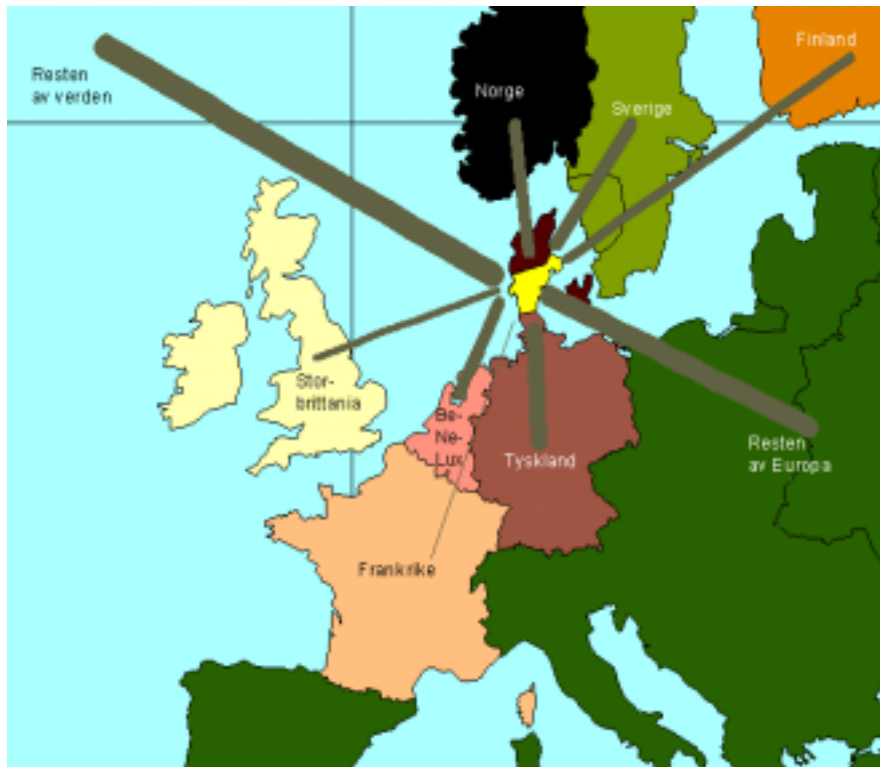 Finland
Resten
av verden
Norge
Sverige
Stor-
brittania
Be-
Ne-
Lux
Tyskland
Resten
av Europa
Frankrike